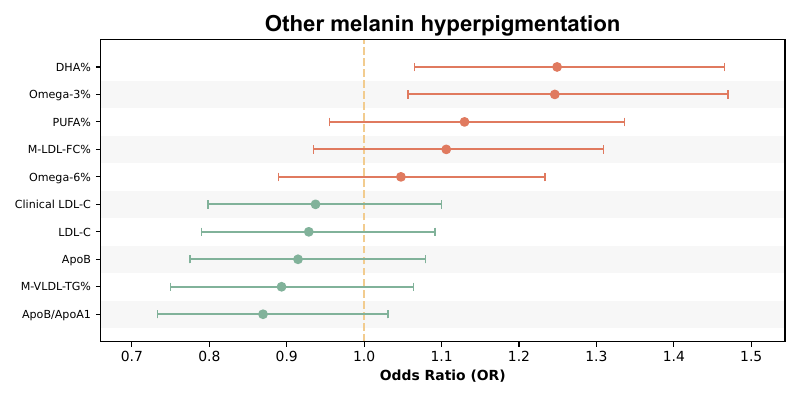 Other melanin hyperpigmentation
DHA%
Omega-3%
PUFA%
M-LDL-FC%
Omega-6%
Clinical LDL-C
LDL-C
ApoB
M-VLDL-TG%
ApoB/ApoA1
0.7 0.8 0.9 1.0 1.1 1.2 1.3 1.4 1.5
Odds Ratio (OR)